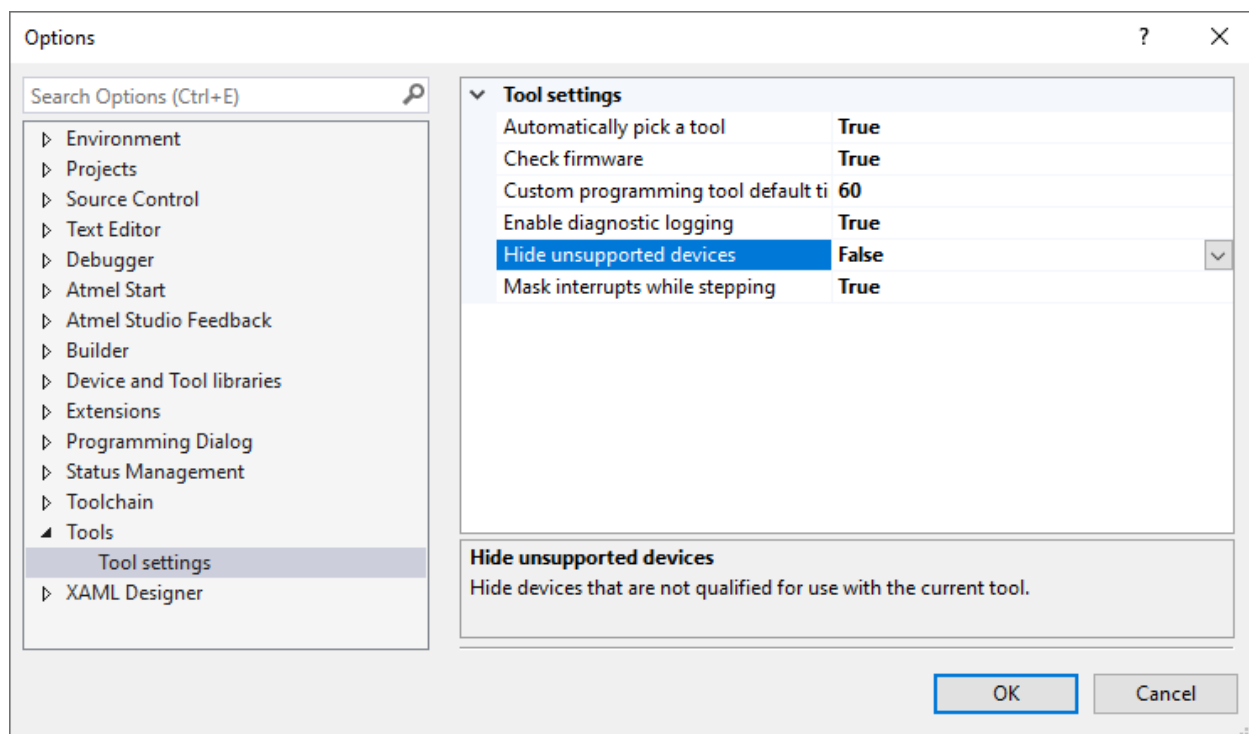 Options
?
Search Options (Ctrl+E)
Environment
Projects
Source Control
Text Editor
Debugger
Atmel Start
Atmel Studio Feedback
Builder
Device and Tool libraries
Extensions
Programming Dialog
Status Management
Toolchain
Tools
Tool settings
XAML Designer
Tool settings
Automatically pick a tool True
Check firmware True
Custom programming tool default ti 60
Enable diagnostic logging True
Hide unsupported devices False
Mask interrupts while stepping True
Hide unsupported devices
Hide devices that are not qualified for use with the current tool.
OK Cancel